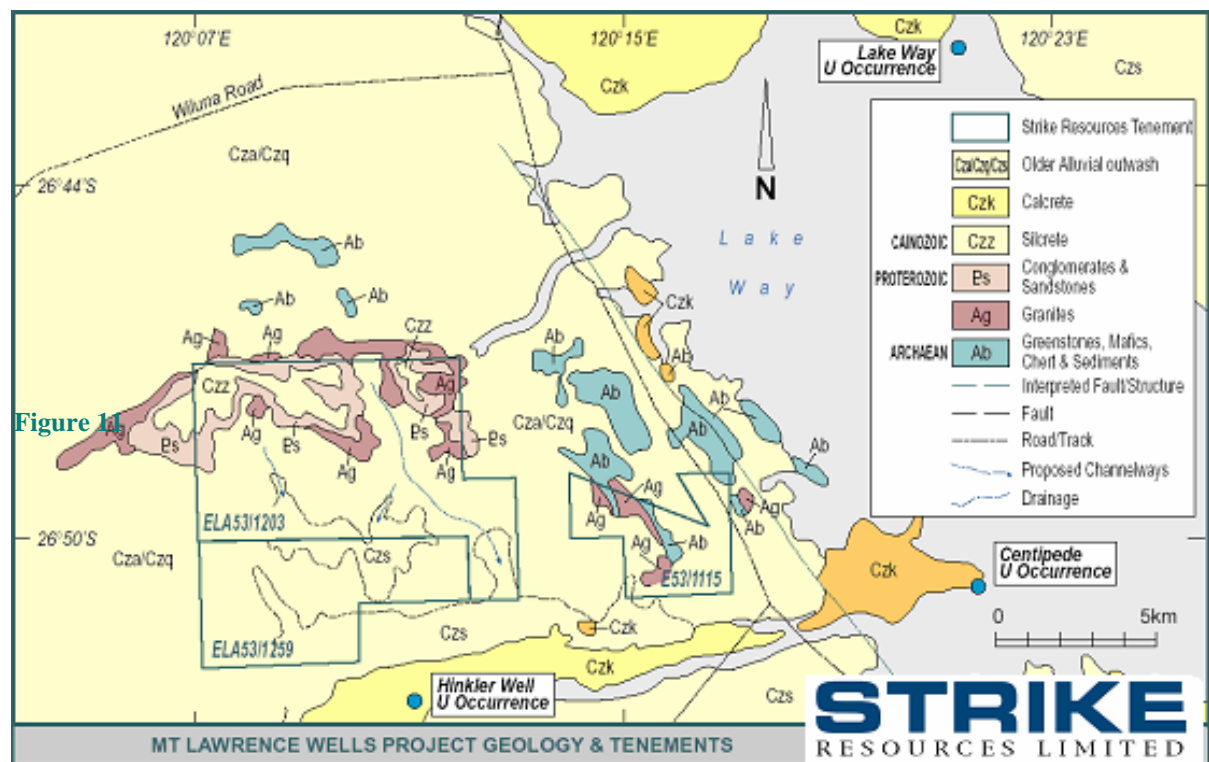 120°07'E
120°15'E
120°23'E
Czk
Lake Way
U Occurrence
Czk
Czs
Wiluna Road
Cza/Czq
26°44'S
N
Lake
Way
Strike Resources Tenement
Cza/Czq/Czs Older Alluvial outwash
Czk Calcrete
CAINOZOIC Czz Silcrete
PROTEROZOIC Ps Conglomerates &
Sandstones
Ag Granites
ARCHAEAN Ab Greenstones, Mafics,
Chert & Sediments
Interpreted Fault/Structure
Fault
Road/Track
Proposed Channelways
Drainage
Ab
Ab
Ab
Czk
Ag
Ag
Czz
Ab
Ab
Czz
Ag
Ab
Ab
Figure 11
Ag
Ps
Ag
Ps
Ps
Ps
Cza/Czq
Ab
Ab
Ag
Ag
Ab
Ag
Ag
Ag
Ab
ELA53/1203
26°50'S
Cza/Czq
Czs
Ag
Ab
E53/1115
Czk
Centipede
U Occurrence
0 5km
ELA53/1259
Czs
Czk
Czk
Hinkler Well
U Occurrence
Czs
STRIKE
RESOURCES LIMITED
MT LAWRENCE WELLS PROJECT GEOLOGY & TENEMENTS